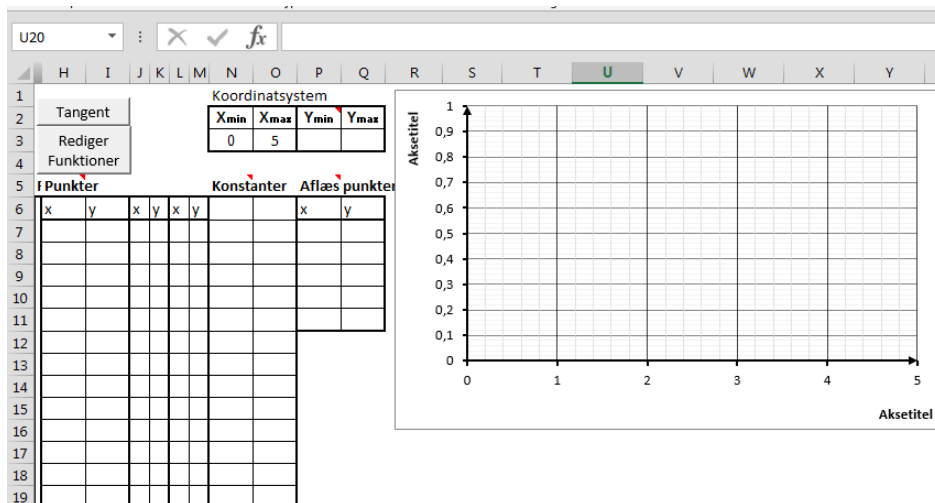 U20
fx
H I J K L M N O P Q R S T U V W X Y
1 Koordinatsystem
2 Tangent Xmin Xmax Ymin Ymax
3 Rediger 0 5
4 Funktioner
5 Punkter Konstanter Aflæs punkter
6 x y x y x y x y
7
8
9
10
11
12
13
14
15
16
17
18
19
Aksetitel
1
0,9
0,8
0,7
0,6
0,5
0,4
0,3
0,2
0,1
0
0 1 2 3 4 5
Aksetitel